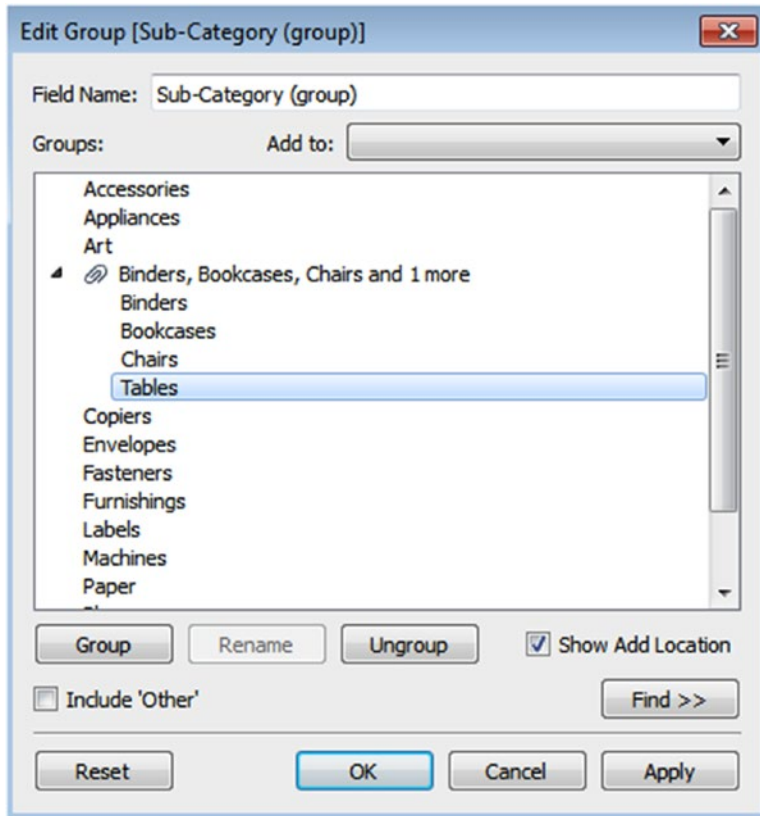 Edit Group [Sub-Category (group)]
Field Name: Sub-Category (group)
Groups: Add to:
Accessories
Appliances
Art
Binders, Bookcases, Chairs and 1 more
Binders
Bookcases
Chairs
Tables
Copiers
Envelopes
Fasteners
Furnishings
Labels
Machines
Paper
Group Rename Ungroup Show Add Location
Include 'Other' Find >>
Reset OK Cancel Apply